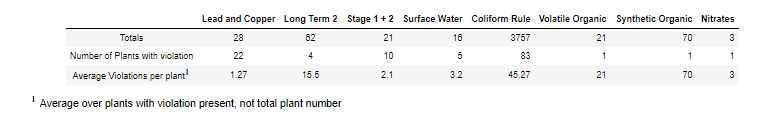 Lead and Copper Long Term 2 Stage 1 + 2 Surface Water Coliform Rule Volatile Organic Synthetic Organic Nitrates
Totals 28 62 21 16 3757 21 70 3
Number of Plants with violation 22 4 10 5 83 1 1 1
Average Violations per plant1 1.27 15.5 2.1 3.2 45.27 21 70 3
1 Average over plants with violation present, not total plant number